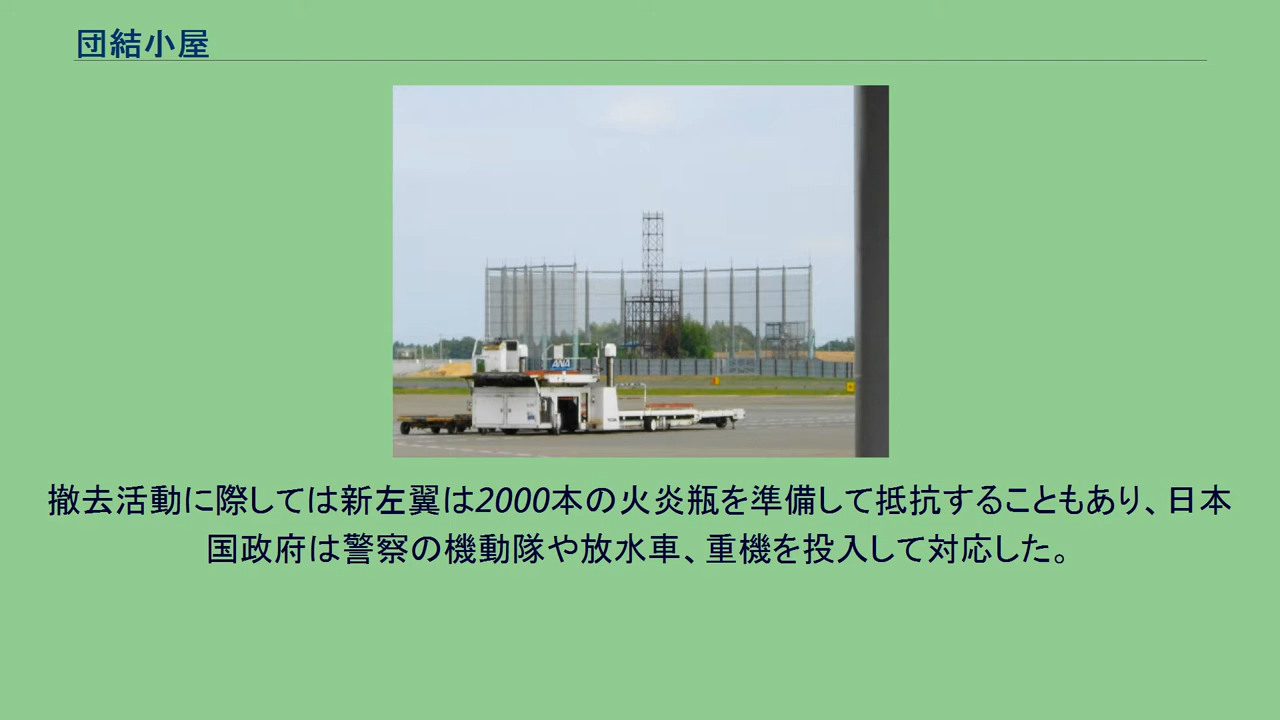 団結小屋
ANA
撤去活動に際しては新左翼は2000本の火炎瓶を準備して抵抗することもあり、日本
国政府は警察の機動隊や放水車、重機を投入して対応した。